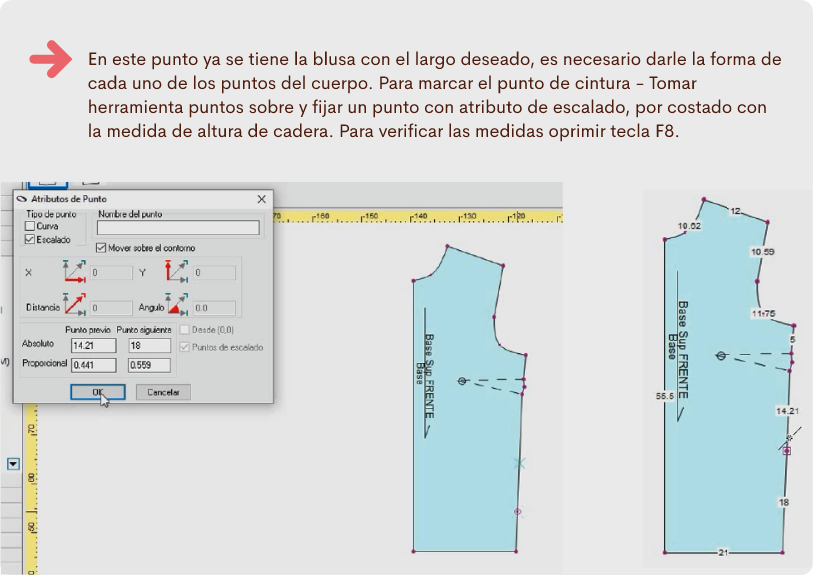 En este punto ya se tiene la blusa con el largo deseado, es necesario darle la forma de
cada uno de los puntos del cuerpo. Para marcar el punto de cintura - Tomar
herramienta puntos sobre y fijar un punto con atributo de escalado, por costado con
la medida de altura de cadera. Para verificar las medidas oprimir tecla F8.
Atributos de Punto
Tipo de punto
Curva
Escalado
Nombre del punto
Mover sobre el contorno
X 0 Y 0
Distancia 0 Angulo 0.0
Punto previo Punto siguiente
Desde (0,0)
Absoluto 14.21 18
Puntos de escalado
Proporcional 0.441 0.559
OK Cancelar
-160 -150 -140 -130 -120
Base Sup FRENTE
Base
12
10.62
10.59
11.75
5
Base Sup FRENTE
Base
55.5
14.21
18
21